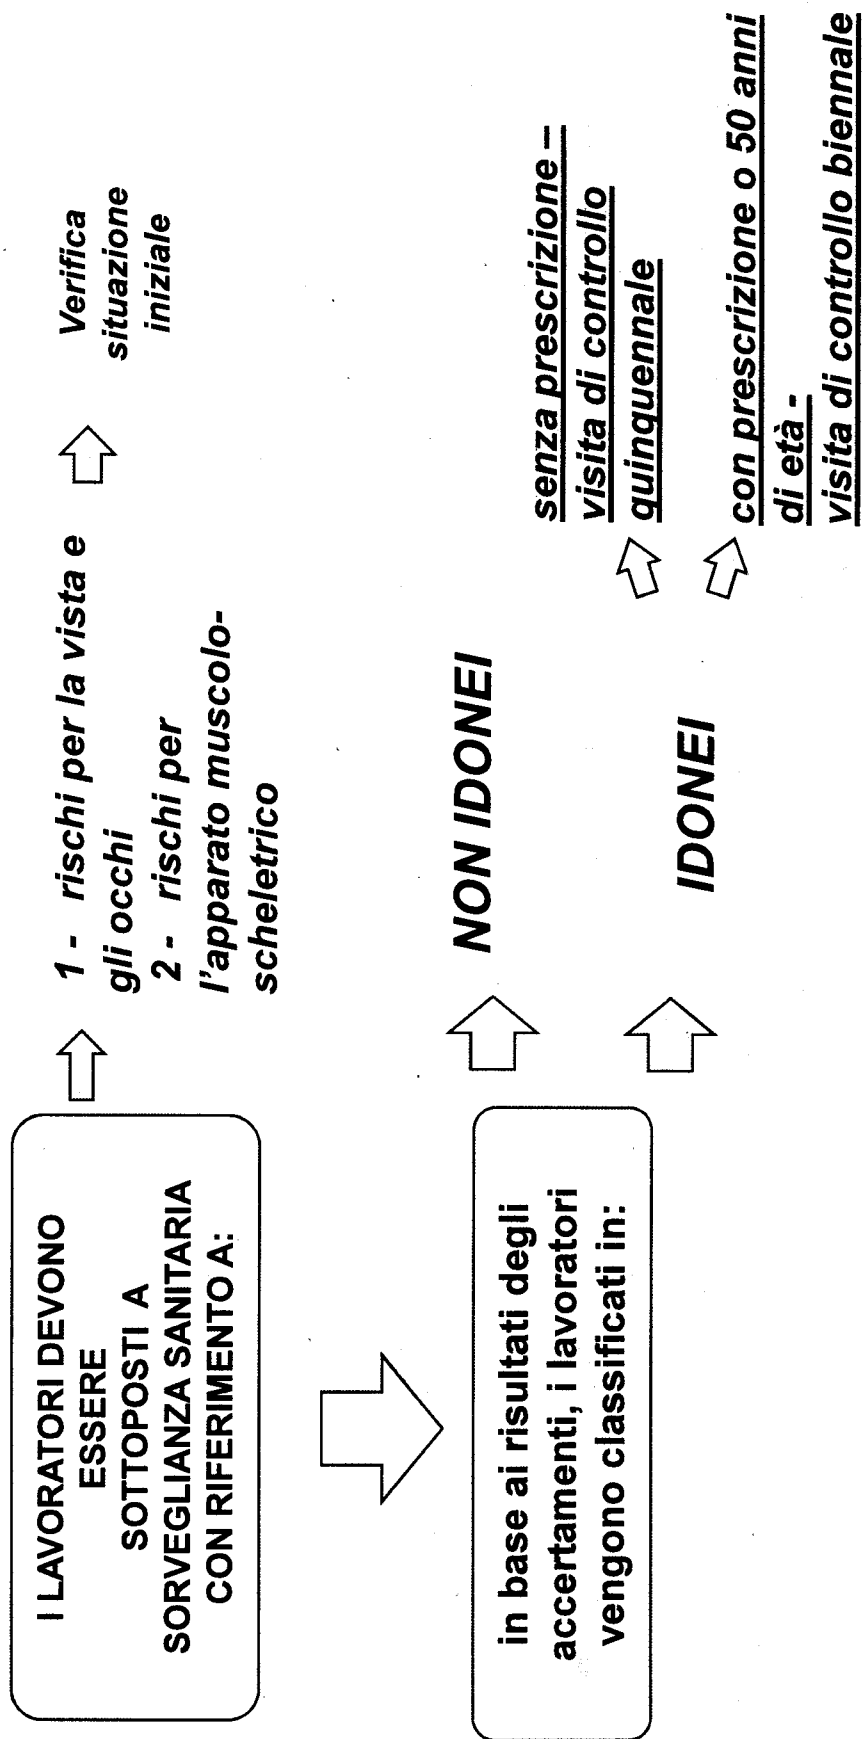 I LAVORATORI DEVONO
ESSERE
SOTTOPOSTI A
SORVEGLIANZA SANITARIA
CON RIFERIMENTO A:
1 - rischi per la vista e
gli occhi
2 - rischi per
l'apparato muscolo-
scheletrico
Verifica
situazione
iniziale
in base ai risultati degli
accertamenti, i lavoratori
vengono classificati in:
NON IDONEI
IDONEI
senza prescrizione –
visita di controllo
quinquennale
con prescrizione o 50 anni
di età -
visita di controllo biennale